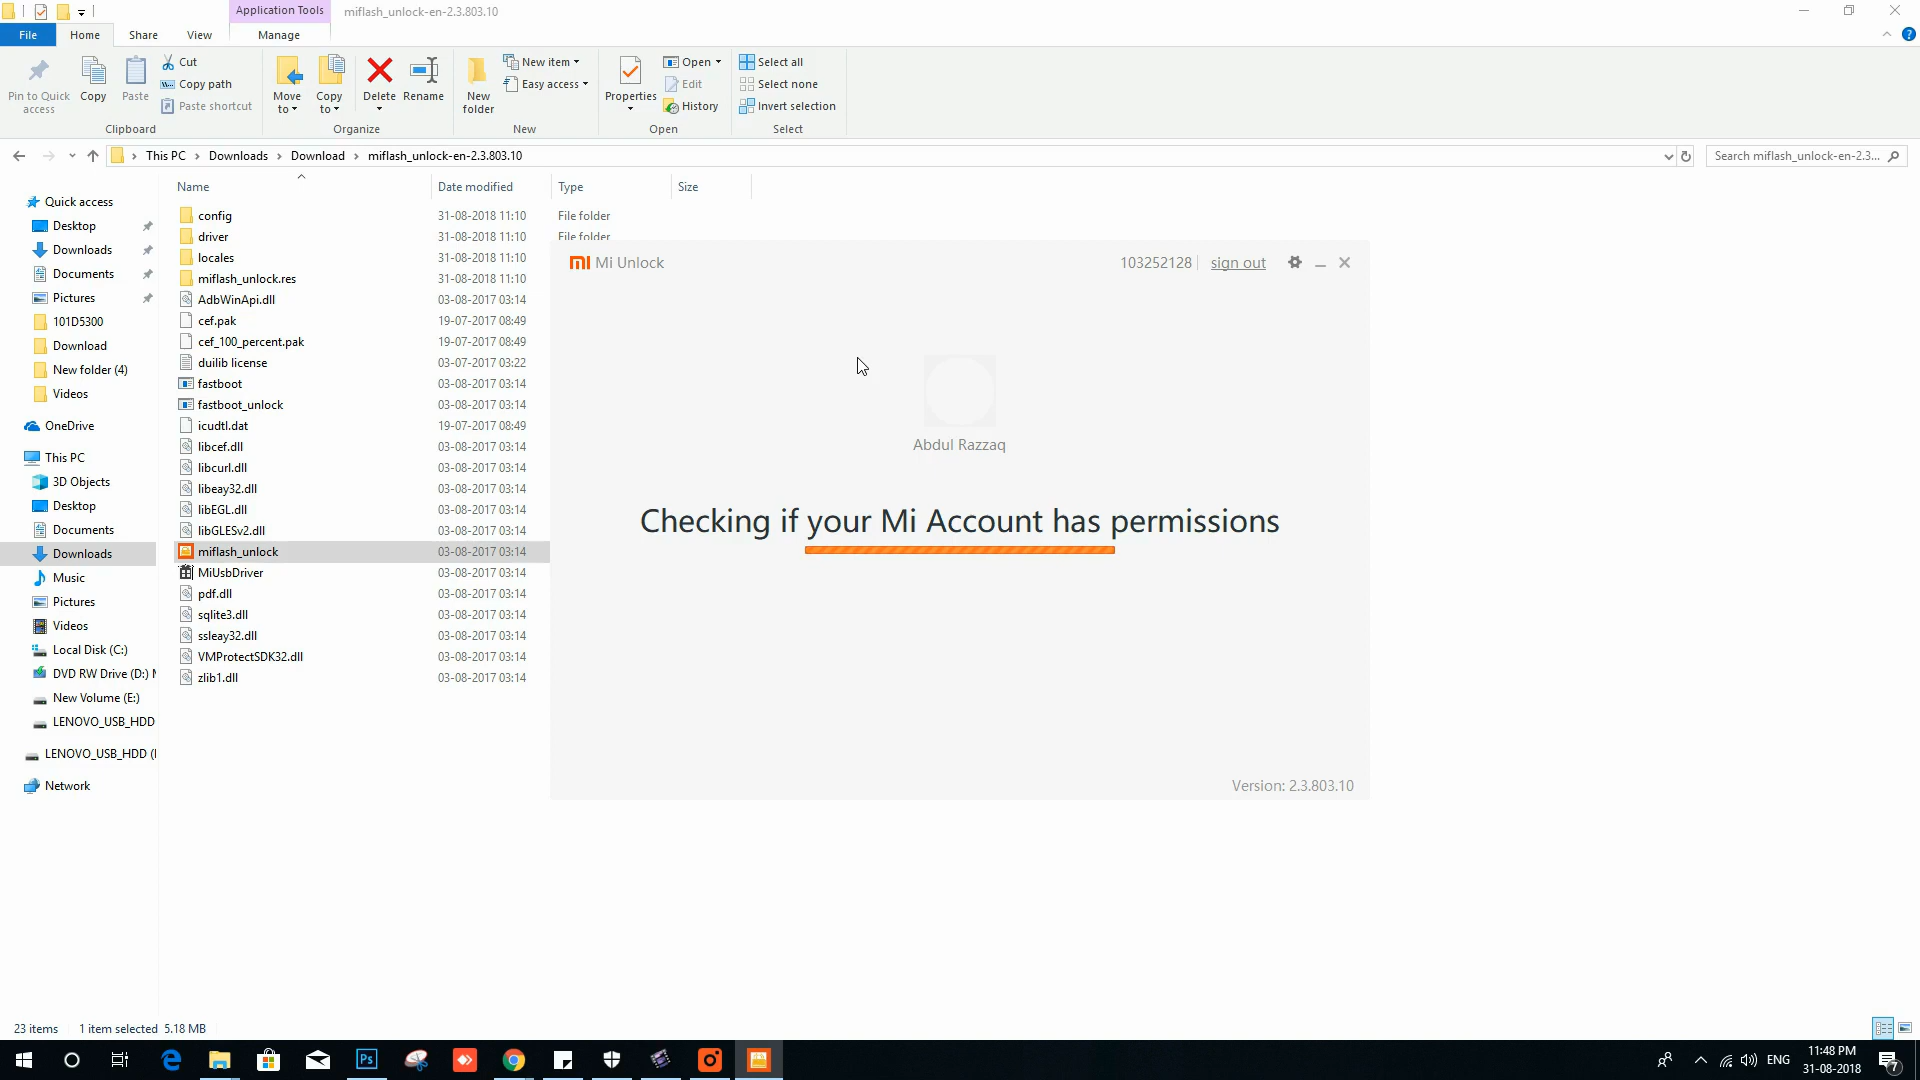 Application Tools
miflash_unlock-en-2.3.803.10
File
Home
Share
View
Manage
Pin to Quick access
Copy
Paste
Cut
Copy path
Paste shortcut
Clipboard
Move to
Copy to
Delete
Rename
Organize
New folder
New item
Easy access
New
Properties
Open
Edit
History
Open
Select all
Select none
Invert selection
Select
This PC > Downloads > Download > miflash_unlock-en-2.3.803.10
Search miflash_unlock-en-2.3...
Name Date modified Type Size
Quick access
Desktop
Downloads
Documents
Pictures
101D5300
Download
New folder (4)
Videos
OneDrive
This PC
3D Objects
Desktop
Documents
Downloads
Music
Pictures
Videos
Local Disk (C:)
DVD RW Drive (D:)
New Volume (E:)
LENOVO_USB_HDD
LENOVO_USB_HDD (
Network
config 31-08-2018 11:10 File folder
driver 31-08-2018 11:10 File folder
locales 31-08-2018 11:10
miflash_unlock.res 31-08-2018 11:10
AdbWinApi.dll 03-08-2017 03:14
cef.pak 19-07-2017 08:49
cef_100_percent.pak 19-07-2017 08:49
duilib license 03-07-2017 03:22
fastboot 03-08-2017 03:14
fastboot_unlock 03-08-2017 03:14
icudtl.dat 19-07-2017 08:49
libcef.dll 03-08-2017 03:14
libcurl.dll 03-08-2017 03:14
libeay32.dll 03-08-2017 03:14
libEGL.dll 03-08-2017 03:14
libGLESv2.dll 03-08-2017 03:14
miflash_unlock 03-08-2017 03:14
MiUsbDriver 03-08-2017 03:14
pdf.dll 03-08-2017 03:14
sqlite3.dll 03-08-2017 03:14
ssleay32.dll 03-08-2017 03:14
VMProtectSDK32.dll 03-08-2017 03:14
zlib1.dll 03-08-2017 03:14
Mi Unlock
103252128
sign out
Abdul Razzaq
Checking if your Mi Account has permissions
Version: 2.3.803.10
23 items 1 item selected 5.18 MB
Ps
ENG
11:48 PM
31-08-2018
7